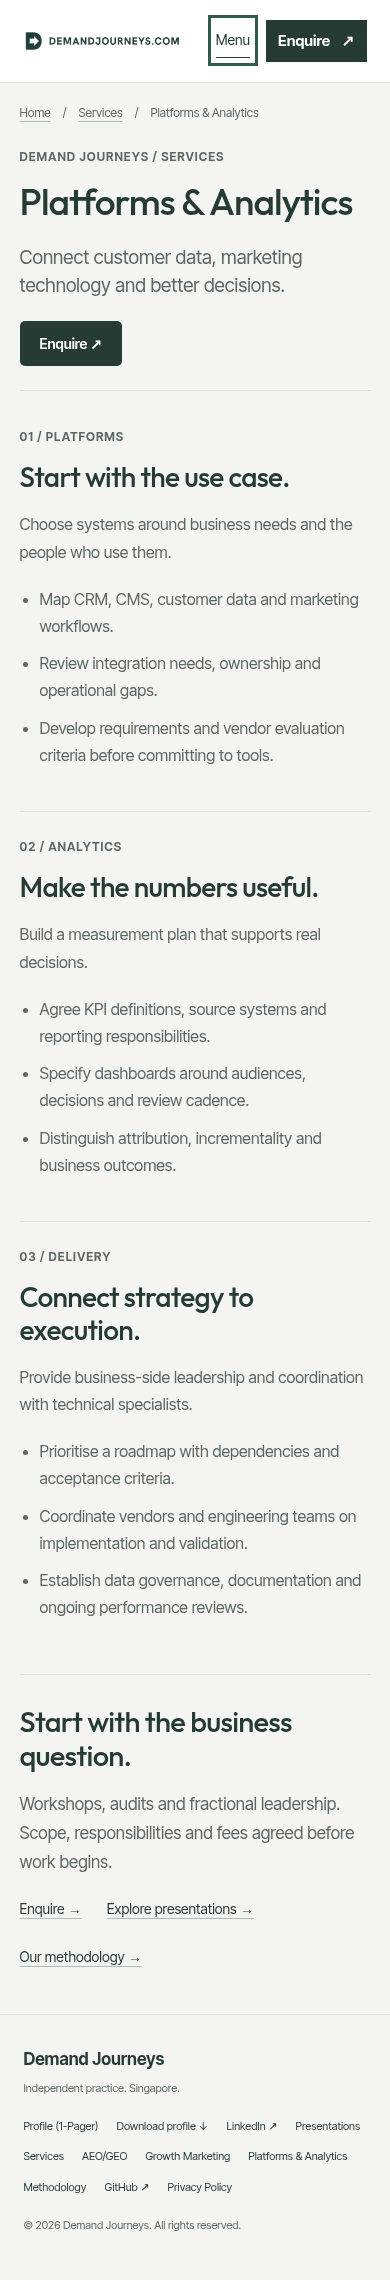 DEMANDJOURNEYS.COM
Menu
Enquire ↗
Home / Services / Platforms & Analytics
DEMAND JOURNEYS / SERVICES
Platforms & Analytics
Connect customer data, marketing
technology and better decisions.
Enquire ↗
01 / PLATFORMS
Start with the use case.
Choose systems around business needs and the
people who use them.
• Map CRM, CMS, customer data and marketing
workflows.
• Review integration needs, ownership and
operational gaps.
• Develop requirements and vendor evaluation
criteria before committing to tools.
02 / ANALYTICS
Make the numbers useful.
Build a measurement plan that supports real
decisions.
• Agree KPI definitions, source systems and
reporting responsibilities.
• Specify dashboards around audiences,
decisions and review cadence.
• Distinguish attribution, incrementality and
business outcomes.
03 / DELIVERY
Connect strategy to
execution.
Provide business-side leadership and coordination
with technical specialists.
• Prioritise a roadmap with dependencies and
acceptance criteria.
• Coordinate vendors and engineering teams on
implementation and validation.
• Establish data governance, documentation and
ongoing performance reviews.
Start with the business
question.
Workshops, audits and fractional leadership.
Scope, responsibilities and fees agreed before
work begins.
Enquire → Explore presentations →
Our methodology →
Demand Journeys
Independent practice. Singapore.
Profile (1-Pager) Download profile ↓ LinkedIn ↗ Presentations
Services AEO/GEO Growth Marketing Platforms & Analytics
Methodology GitHub ↗ Privacy Policy
© 2026 Demand Journeys. All rights reserved.